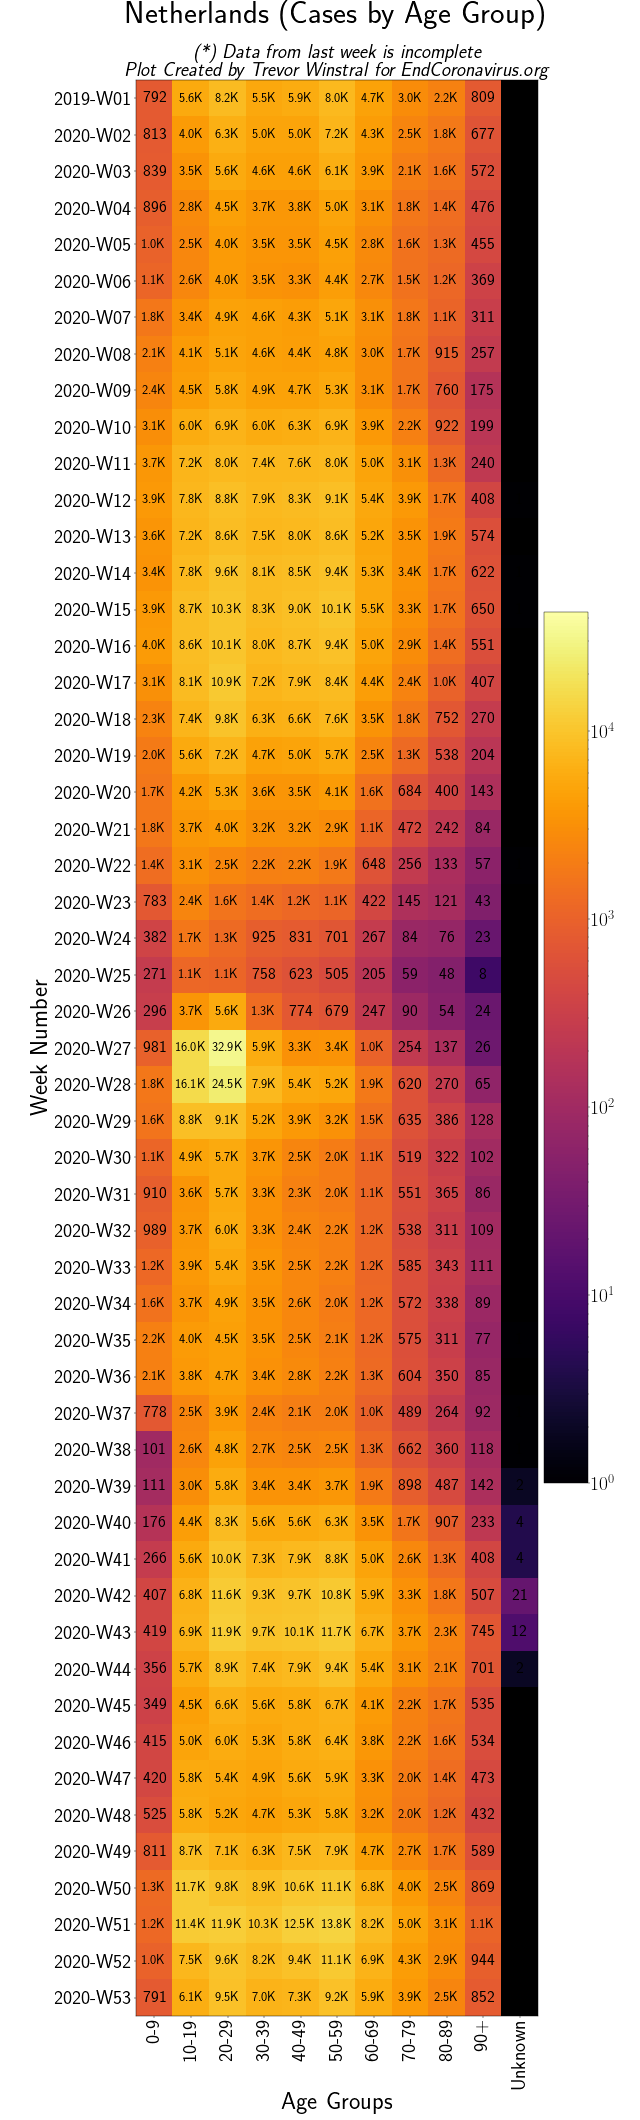 Netherlands (Cases by Age Group)
(*) Data from last week is incomplete
Plot Created by Trevor Winstral for EndCoronavirus.org
2019-W01 792 5.6K 8.2K 5.5K 5.9K 8.0K 4.7K 3.0K 2.2K 809
2020-W02 813 4.0K 6.3K 5.0K 5.0K 7.2K 4.3K 2.5K 1.8K 677
2020-W03 839 3.5K 5.6K 4.6K 4.6K 6.1K 3.9K 2.1K 1.6K 572
2020-W04 896 2.8K 4.5K 3.7K 3.8K 5.0K 3.1K 1.8K 1.4K 476
2020-W05 1.0K 2.5K 4.0K 3.5K 3.5K 4.5K 2.8K 1.6K 1.3K 455
2020-W06 1.1K 2.6K 4.0K 3.5K 3.3K 4.4K 2.7K 1.5K 1.2K 369
2020-W07 1.8K 3.4K 4.9K 4.6K 4.3K 5.1K 3.1K 1.8K 1.1K 311
2020-W08 2.1K 4.1K 5.1K 4.6K 4.4K 4.8K 3.0K 1.7K 915 257
2020-W09 2.4K 4.5K 5.8K 4.9K 4.7K 5.3K 3.1K 1.7K 760 175
2020-W10 3.1K 6.0K 6.9K 6.0K 6.3K 6.9K 3.9K 2.2K 922 199
2020-W11 3.7K 7.2K 8.0K 7.4K 7.6K 8.0K 5.0K 3.1K 1.3K 240
2020-W12 3.9K 7.8K 8.8K 7.9K 8.3K 9.1K 5.4K 3.9K 1.7K 408
2020-W13 3.6K 7.2K 8.6K 7.5K 8.0K 8.6K 5.2K 3.5K 1.9K 574
2020-W14 3.4K 7.8K 9.6K 8.1K 8.5K 9.4K 5.3K 3.4K 1.7K 622
2020-W15 3.9K 8.7K 10.3K 8.3K 9.0K 10.1K 5.5K 3.3K 1.7K 650
2020-W16 4.0K 8.6K 10.1K 8.0K 8.7K 9.4K 5.0K 2.9K 1.4K 551
2020-W17 3.1K 8.1K 10.9K 7.2K 7.9K 8.4K 4.4K 2.4K 1.0K 407
2020-W18 2.3K 7.4K 9.8K 6.3K 6.6K 7.6K 3.5K 1.8K 752 270
2020-W19 2.0K 5.6K 7.2K 4.7K 5.0K 5.7K 2.5K 1.3K 538 204
2020-W20 1.7K 4.2K 5.3K 3.6K 3.5K 4.1K 1.6K 684 400 143
2020-W21 1.8K 3.7K 4.0K 3.2K 3.2K 2.9K 1.1K 472 242 84
2020-W22 1.4K 3.1K 2.5K 2.2K 2.2K 1.9K 648 256 133 57
2020-W23 783 2.4K 1.6K 1.4K 1.2K 1.1K 422 145 121 43
2020-W24 382 1.7K 1.3K 925 831 701 267 84 76 23
2020-W25 271 1.1K 1.1K 758 623 505 205 59 48 8
2020-W26 296 3.7K 5.6K 1.3K 774 679 247 90 54 24
2020-W27 981 16.0K 32.9K 5.9K 3.3K 3.4K 1.0K 254 137 26
2020-W28 1.8K 16.1K 24.5K 7.9K 5.4K 5.2K 1.9K 620 270 65
2020-W29 1.6K 8.8K 9.1K 5.2K 3.9K 3.2K 1.5K 635 386 128
2020-W30 1.1K 4.9K 5.7K 3.7K 2.5K 2.0K 1.1K 519 322 102
2020-W31 910 3.6K 5.7K 3.3K 2.3K 2.0K 1.1K 551 365 86
2020-W32 989 3.7K 6.0K 3.3K 2.4K 2.2K 1.2K 538 311 109
2020-W33 1.2K 3.9K 5.4K 3.5K 2.5K 2.2K 1.2K 585 343 111
2020-W34 1.6K 3.7K 4.9K 3.5K 2.6K 2.0K 1.2K 572 338 89
2020-W35 2.2K 4.0K 4.5K 3.5K 2.5K 2.1K 1.2K 575 311 77
2020-W36 2.1K 3.8K 4.7K 3.4K 2.8K 2.2K 1.3K 604 350 85
2020-W37 778 2.5K 3.9K 2.4K 2.1K 2.0K 1.0K 489 264 92
2020-W38 101 2.6K 4.8K 2.7K 2.5K 2.5K 1.3K 662 360 118
2020-W39 111 3.0K 5.8K 3.4K 3.4K 3.7K 1.9K 898 487 142 2
2020-W40 176 4.4K 8.3K 5.6K 5.6K 6.3K 3.5K 1.7K 907 233 4
2020-W41 266 5.6K 10.0K 7.3K 7.9K 8.8K 5.0K 2.6K 1.3K 408 4
2020-W42 407 6.8K 11.6K 9.3K 9.7K 10.8K 5.9K 3.3K 1.8K 507 21
2020-W43 419 6.9K 11.9K 9.7K 10.1K 11.7K 6.7K 3.7K 2.3K 745 12
2020-W44 356 5.7K 8.9K 7.4K 7.9K 9.4K 5.4K 3.1K 2.1K 701 2
2020-W45 349 4.5K 6.6K 5.6K 5.8K 6.7K 4.1K 2.2K 1.7K 535
2020-W46 415 5.0K 6.0K 5.3K 5.8K 6.4K 3.8K 2.2K 1.6K 534
2020-W47 420 5.8K 5.4K 4.9K 5.6K 5.9K 3.3K 2.0K 1.4K 473
2020-W48 525 5.8K 5.2K 4.7K 5.3K 5.8K 3.2K 2.0K 1.2K 432
2020-W49 811 8.7K 7.1K 6.3K 7.5K 7.9K 4.7K 2.7K 1.7K 589
2020-W50 1.3K 11.7K 9.8K 8.9K 10.6K 11.1K 6.8K 4.0K 2.5K 869
2020-W51 1.2K 11.4K 11.9K 10.3K 12.5K 13.8K 8.2K 5.0K 3.1K 1.1K
2020-W52 1.0K 7.5K 9.6K 8.2K 9.4K 11.1K 6.9K 4.3K 2.9K 944
2020-W53 791 6.1K 9.5K 7.0K 7.3K 9.2K 5.9K 3.9K 2.5K 852
0-9 10-19 20-29 30-39 40-49 50-59 60-69 70-79 80-89 90+ Unknown
Age Groups
Week Number
10⁴
10³
10²
10¹
10⁰